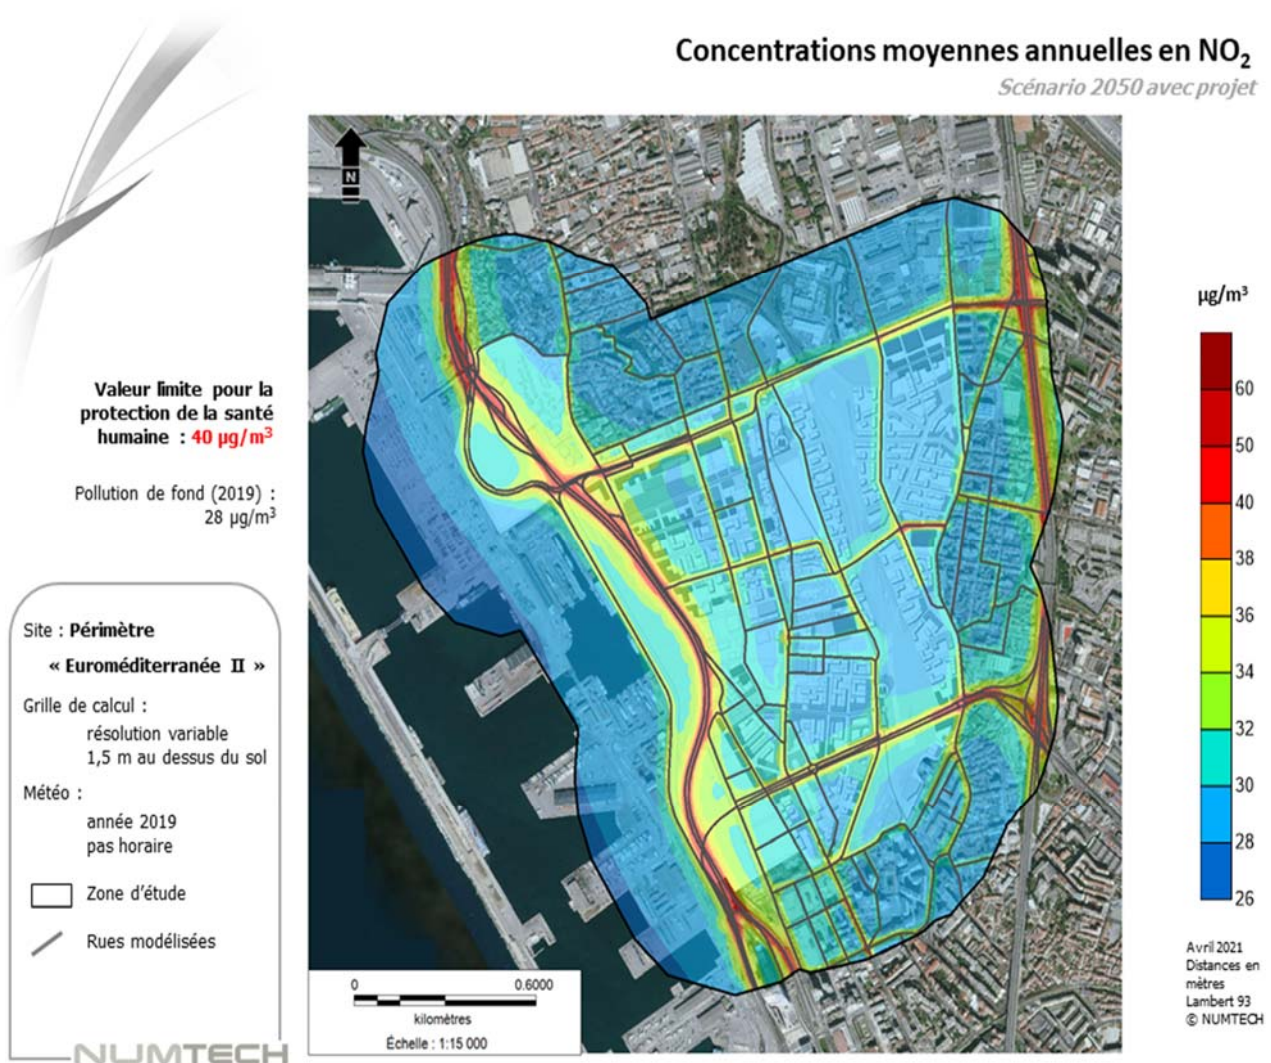 Concentrations moyennes annuelles en NO₂
Scénario 2050 avec projet
N
Valeur limite pour la
protection de la santé
humaine : 40 µg/m³
Pollution de fond (2019) :
28 µg/m³
Site : Périmètre
« Euroméditerranée II »
Grille de calcul :
résolution variable
1,5 m au dessus du sol
Météo :
année 2019
pas horaire
Zone d'étude
Rues modélisées
NUMTECH
0 0.6000
kilomètres
Échelle : 1:15 000
µg/m³
60
50
40
38
36
34
32
30
28
26
Avril 2021
Distances en
mètres
Lambert 93
© NUMTECH